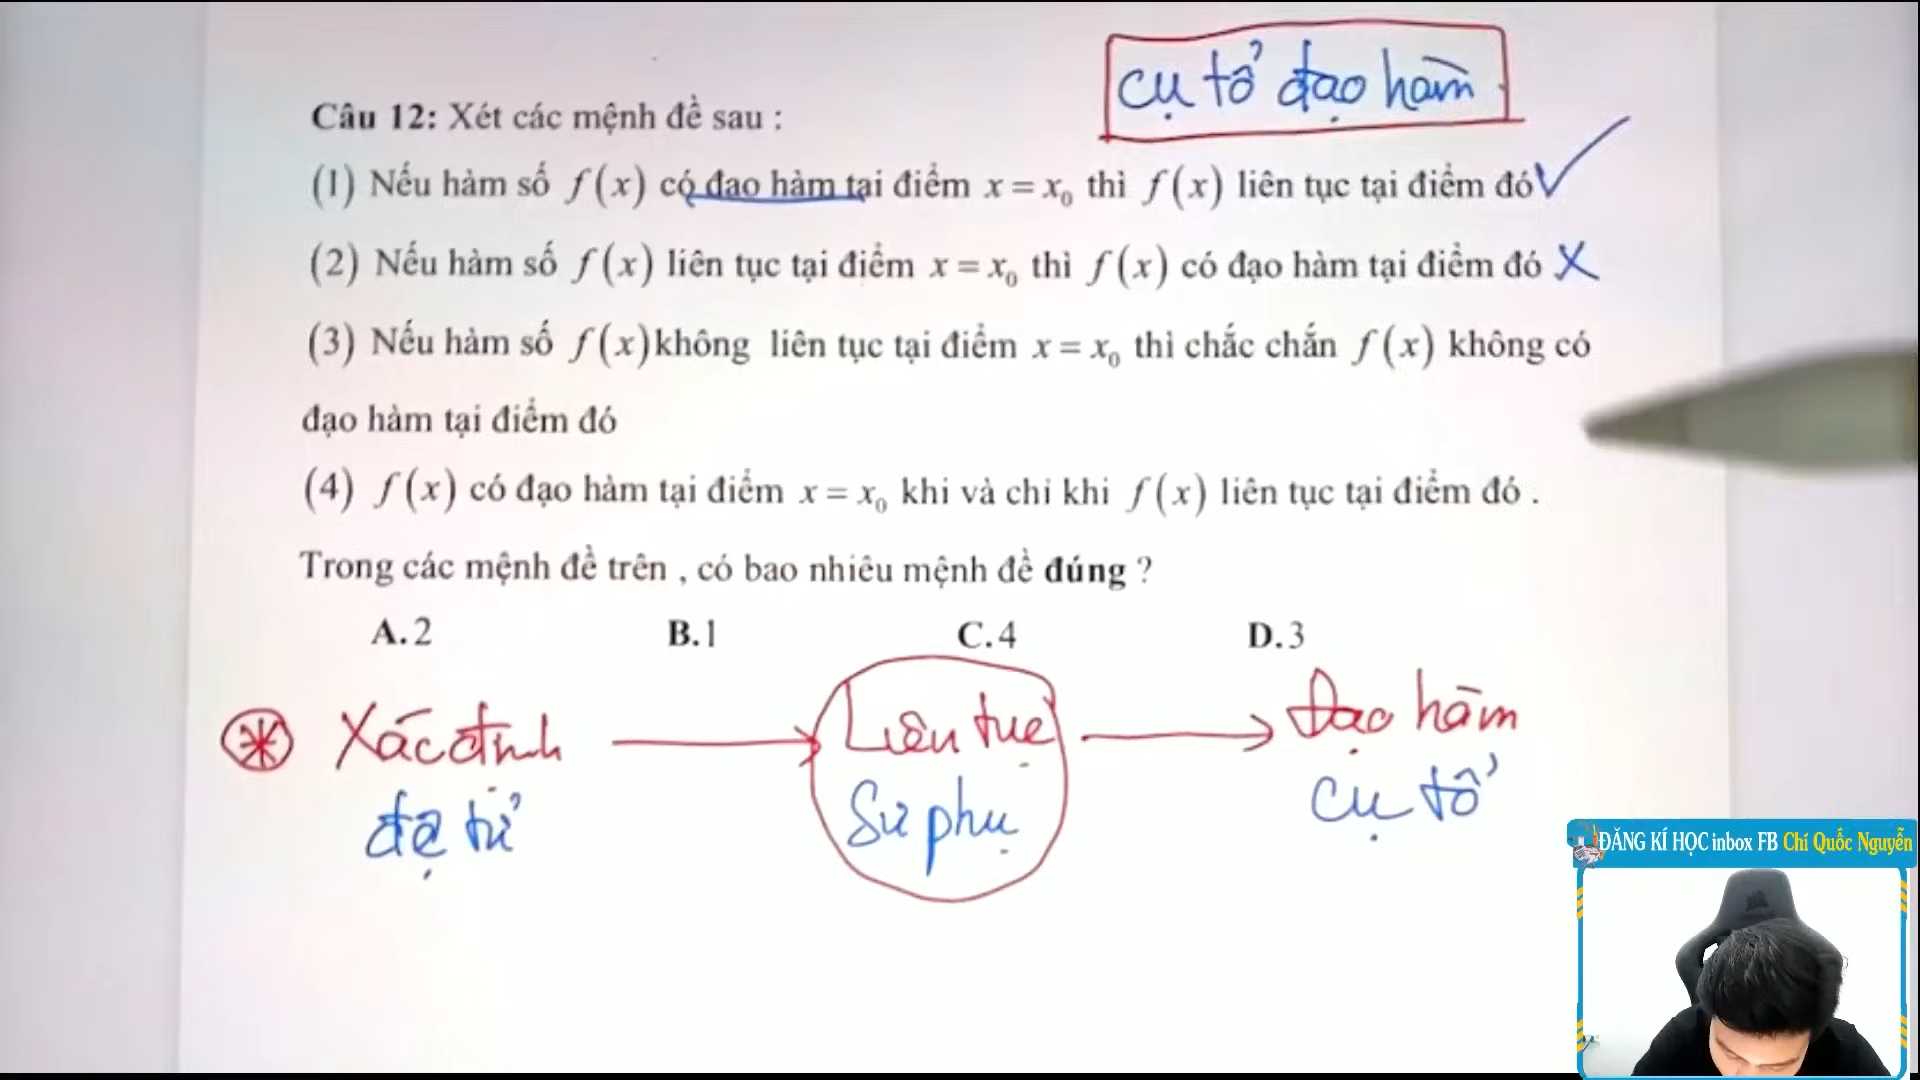 cụ tổ đạo hàm
Câu 12: Xét các mệnh đề sau :
(1) Nếu hàm số f(x) có đạo hàm tại điểm x = x₀ thì f(x) liên tục tại điểm đó
(2) Nếu hàm số f(x) liên tục tại điểm x = x₀ thì f(x) có đạo hàm tại điểm đó X
(3) Nếu hàm số f(x) không liên tục tại điểm x = x₀ thì chắc chắn f(x) không có
đạo hàm tại điểm đó
(4) f(x) có đạo hàm tại điểm x = x₀ khi và chỉ khi f(x) liên tục tại điểm đó .
Trong các mệnh đề trên , có bao nhiêu mệnh đề đúng ?
A. 2 B. 1 C. 4 D. 3
Xác định → Liên tục → Đạo hàm
đệ tử Sư phụ cụ tổ
ĐĂNG KÍ HỌC inbox FB Chí Quốc Nguyễn